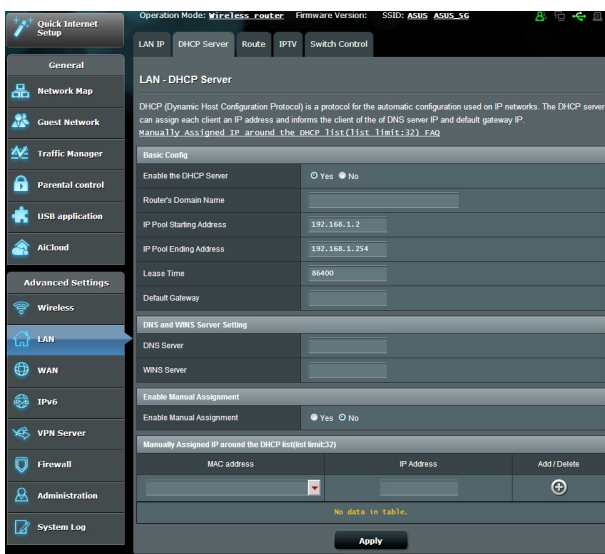 Quick Internet
Setup
General
Network Map
Guest Network
Traffic Manager
Parental control
USB application
AiCloud
Advanced Settings
Wireless
LAN
WAN
IPv6
VPN Server
Firewall
Administration
System Log
Operation Mode: Wireless router Firmware Version: SSID: ASUS ASUS_5G
LAN IP DHCP Server Route IPTV Switch Control
LAN - DHCP Server
DHCP (Dynamic Host Configuration Protocol) is a protocol for the automatic configuration used on IP networks. The DHCP server
can assign each client an IP address and informs the client of the of DNS server IP and default gateway
IP.
Manually Assigned IP around the DHCP list(list limit:32) FAQ
Basic Config
Enable the DHCP Server Yes No
Router's Domain Name
IP Pool Starting Address 192.168.1.2
IP Pool Ending Address 192.168.1.254
Lease Time 86400
Default Gateway
DNS and WINS Server Setting
DNS Server
WINS Server
Enable Manual Assignment
Enable Manual Assignment Yes No
Manually Assigned IP around the DHCP list(list limit:32)
MAC address IP Address Add / Delete
No data in table.
Apply